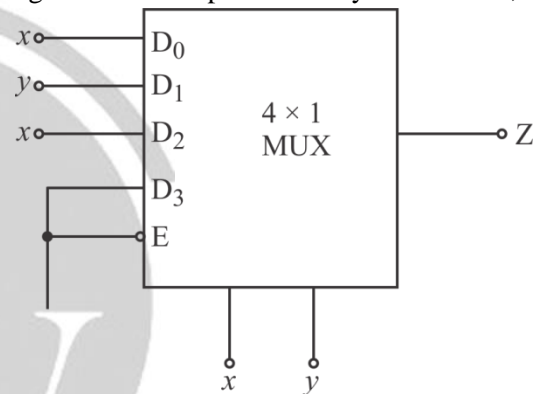 x D₀
y D₁
x D₂
4 × 1
MUX
Z
D₃
E
x y